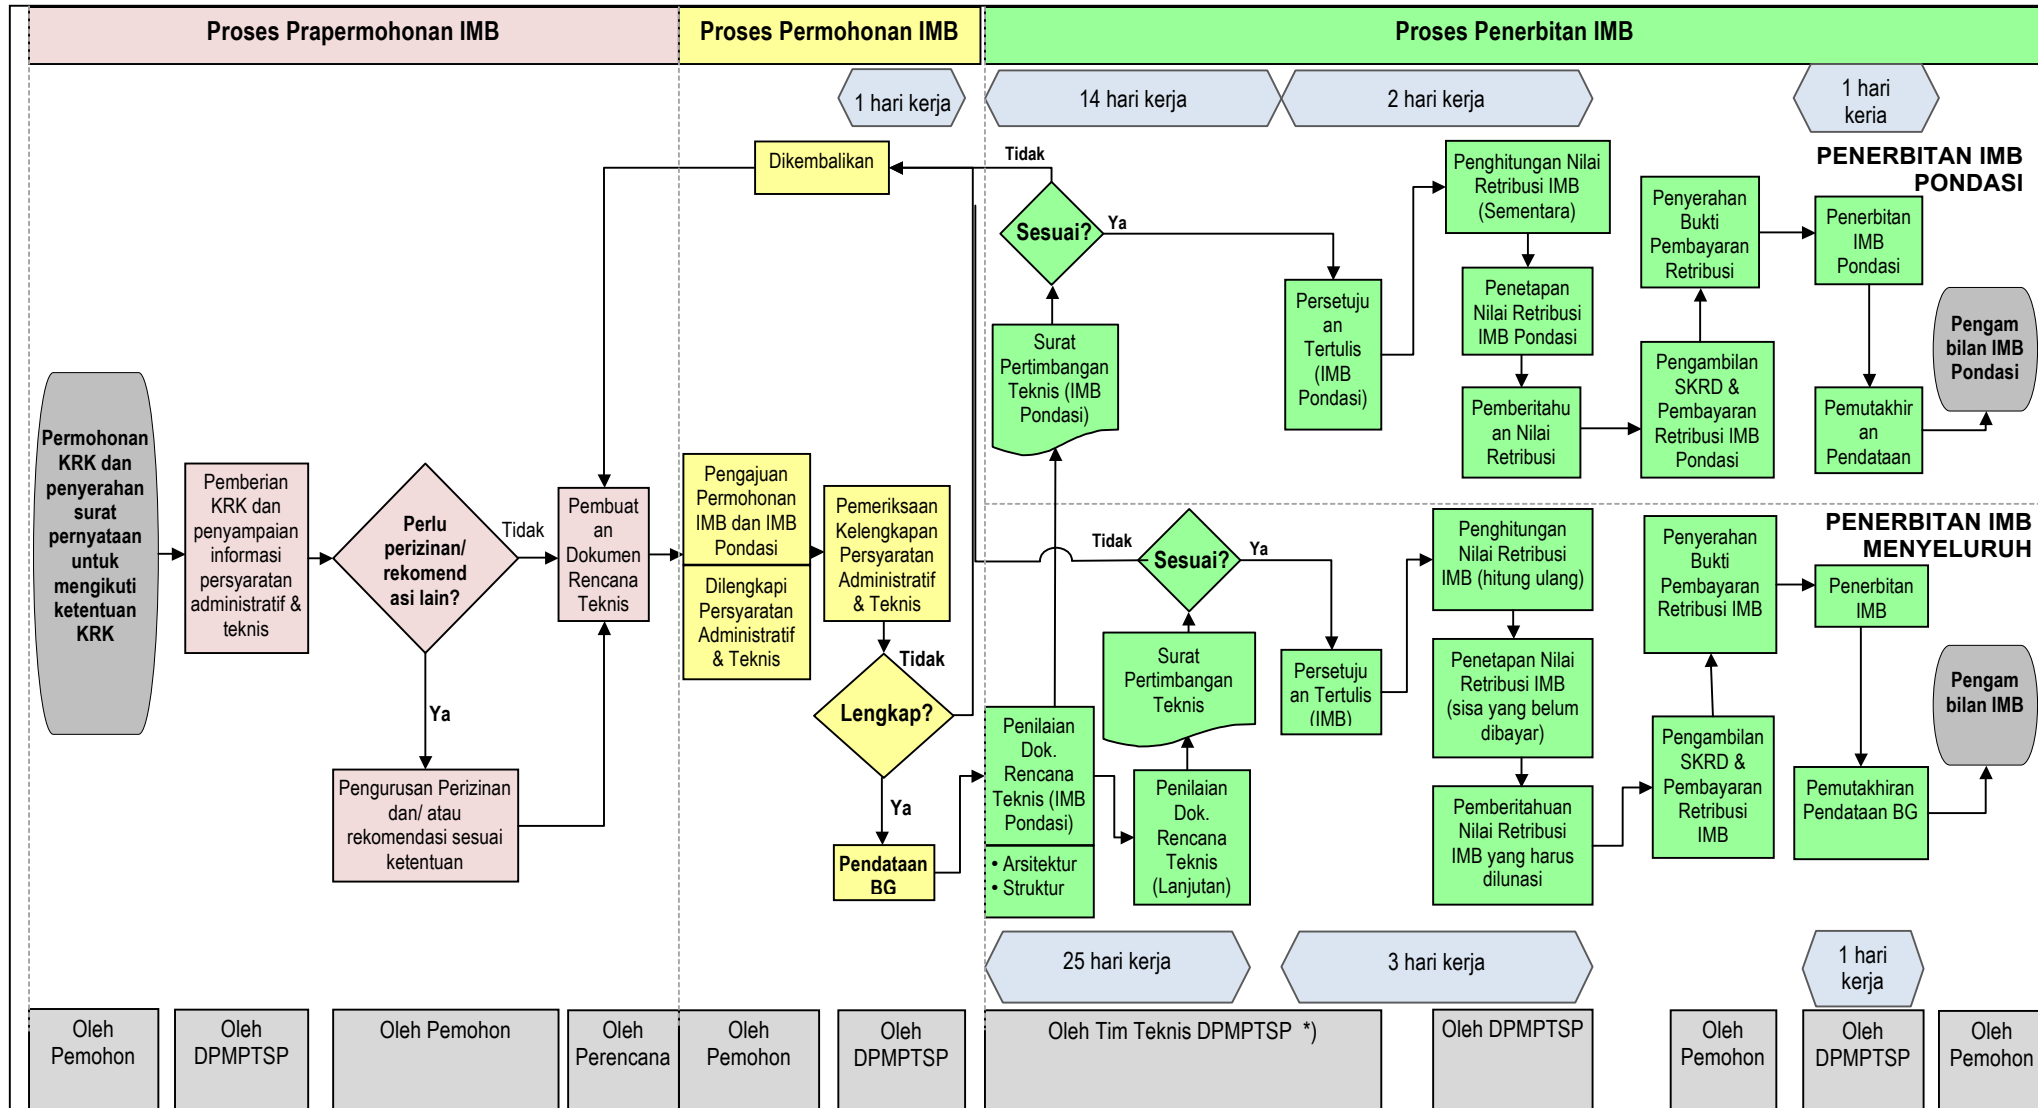 Proses Prapermohonan IMB
Proses Permohonan IMB
Proses Penerbitan IMB
1 hari kerja
14 hari kerja
2 hari kerja
1 hari
kerja
PENERBITAN IMB
PONDASI
Dikembalikan
Tidak
Sesuai?
Ya
Surat
Pertimbangan
Teknis (IMB
Pondasi)
Persetuju
an
Tertulis
(IMB
Pondasi)
Penghitungan Nilai
Retribusi IMB
(Sementara)
Penetapan
Nilai Retribusi
IMB Pondasi
Pemberitahu
an Nilai
Retribusi
Penyerahan
Bukti
Pembayaran
Retribusi
Pengambilan
SKRD &
Pembayaran
Retribusi IMB
Pondasi
Penerbitan
IMB
Pondasi
Pemutakhir
an
Pendataan
Pengam
bilan IMB
Pondasi
Permohonan
KRK dan
penyerahan
surat
pernyataan
untuk
mengikuti
ketentuan
KRK
Pemberian
KRK dan
penyampaian
informasi
persyaratan
administratif &
teknis
Perlu
perizinan/
rekomend
asi lain?
Tidak
Ya
Pengurusan Perizinan
dan/ atau
rekomendasi sesuai
ketentuan
Pembuat
an
Dokumen
Rencana
Teknis
Pengajuan
Permohonan
IMB dan IMB
Pondasi
Dilengkapi
Persyaratan
Administratif
& Teknis
Pemeriksaan
Kelengkapan
Persyaratan
Administratif
& Teknis
Tidak
Lengkap?
Ya
Pendataan
BG
Penilaian
Dok.
Rencana
Teknis (IMB
Pondasi)
• Arsitektur
• Struktur
PENERBITAN IMB
MENYELURUH
Tidak
Sesuai?
Ya
Surat
Pertimbangan
Teknis
Penilaian
Dok.
Rencana
Teknis
(Lanjutan)
Persetuju
an Tertulis
(IMB)
Penghitungan
Nilai Retribusi
IMB (hitung ulang)
Penetapan Nilai
Retribusi IMB
(sisa yang belum
dibayar)
Pemberitahuan
Nilai Retribusi
IMB yang harus
dilunasi
Penyerahan
Bukti
Pembayaran
Retribusi IMB
Pengambilan
SKRD &
Pembayaran
Retribusi
IMB
Penerbitan
IMB
Pemutakhiran
Pendataan BG
Pengam
bilan IMB
25 hari kerja
3 hari kerja
1 hari
kerja
Oleh
Pemohon
Oleh
DPMPTSP
Oleh Pemohon
Oleh
Perencana
Oleh
Pemohon
Oleh
DPMPTSP
Oleh Tim Teknis DPMPTSP *)
Oleh DPMPTSP
Oleh
Pemohon
Oleh
DPMPTSP
Oleh
Pemohon